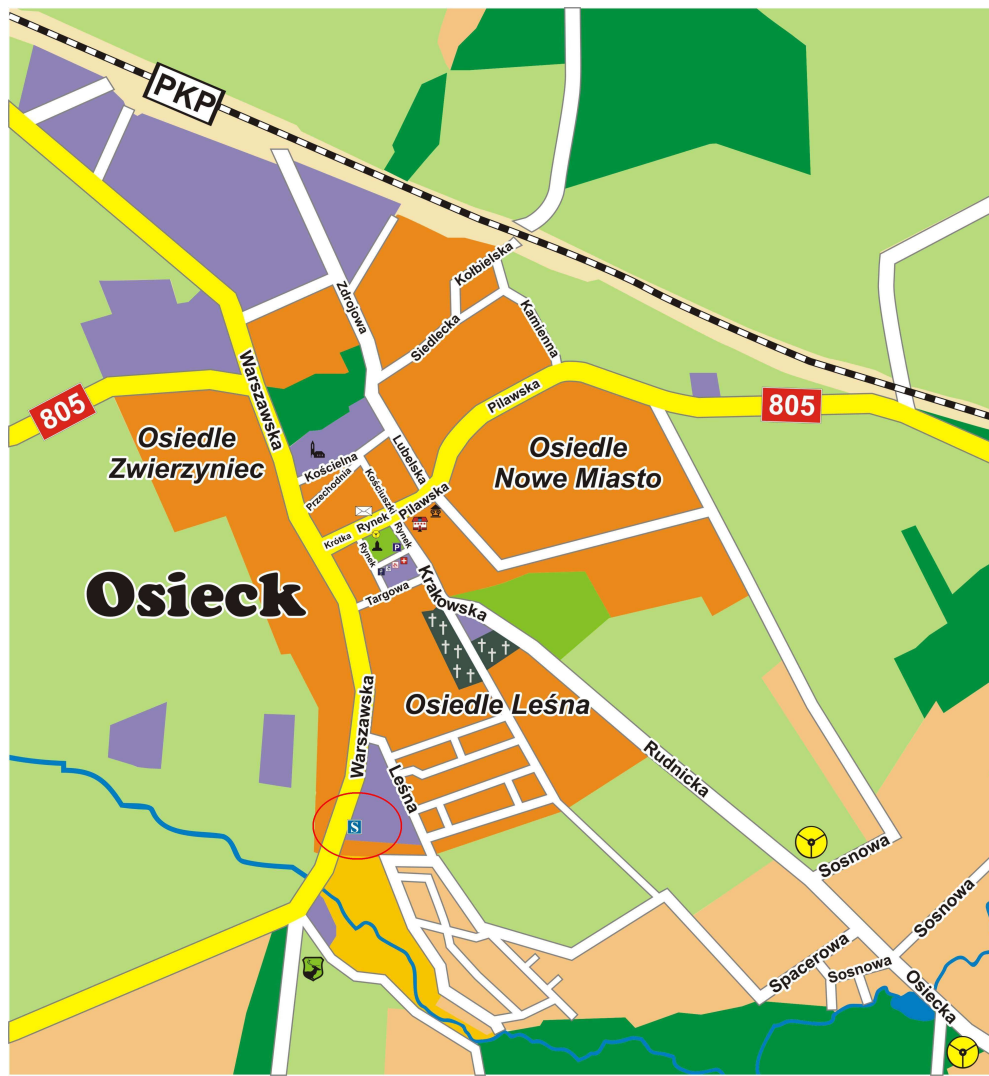 PKP
Kołbielska
Zdrojowa
Siedlecka
Kamienna
Warszawska
805
Pilawska
805
Osiedle
Zwierzyniec
Osiedle
Nowe Miasto
Kościelna
Lubelska
Przechodnia
Kościuszki
Pilawska
Rynek
Krótka
Rynek
Rynek
P
Osieck
Targowa
Krakowska
Warszawska
Osiedle Leśna
Leśna
Rudnicka
S
Sosnowa
Sosnowa
Spacerowa
Sosnowa
Osiecka